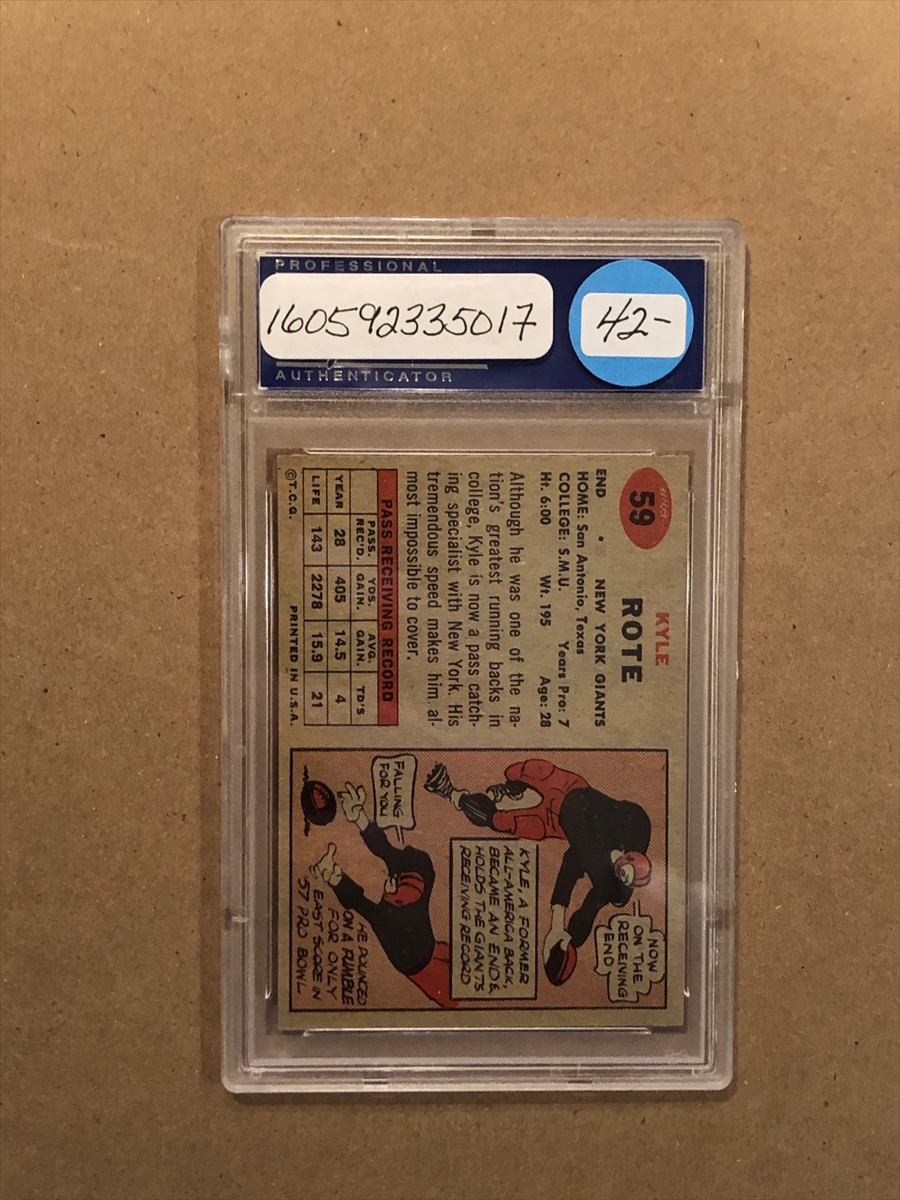 PROFESSIONAL
160592335017
42-
AUTHENTICATOR
59
KYLE
ROTE
END • NEW YORK GIANTS
HOME: San Antonio, Texas
COLLEGE: S.M.U. Years Pro: 7
Ht. 6:00 Wt. 195 Age: 28
Although he was one of the na-
tion's greatest running backs in
college, Kyle is now a pass catch-
ing specialist with New York. His
tremendous speed makes him al-
most impossible to cover.
PASS RECEIVING RECORD
PASS. REC'D. YDS. GAIN. AVG. GAIN. TD'S
YEAR 28 405 14.5 4
LIFE 143 2278 15.9 21
©T.C.G. PRINTED IN U.S.A.
NOW
ON THE
RECEIVING
END
KYLE, A FORMER
ALL-AMERICA BACK,
BECAME AN END &
HOLDS THE GIANTS
RECEIVING RECORD
FALLING
FOR YOU
HE POUNCED
ON A FUMBLE
FOR ONLY
EAST SCORE IN
'57 PRO BOWL